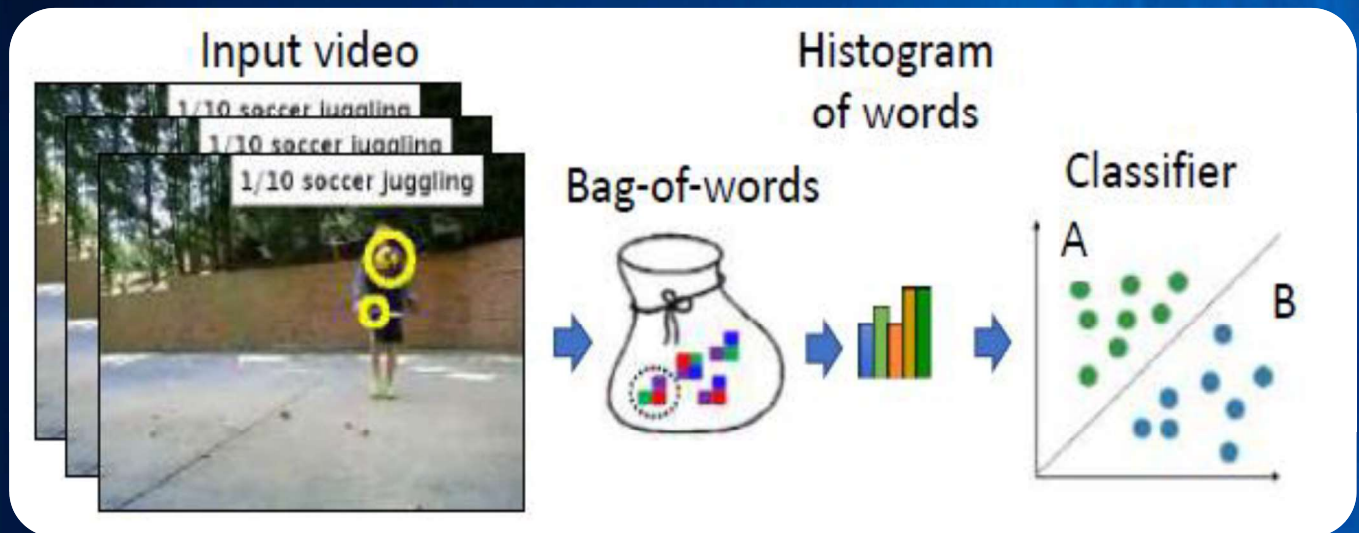 Input video
1/10 soccer juggling
1/10 soccer juggling
1/10 soccer juggling
Bag-of-words
Histogram
of words
Classifier
A
B